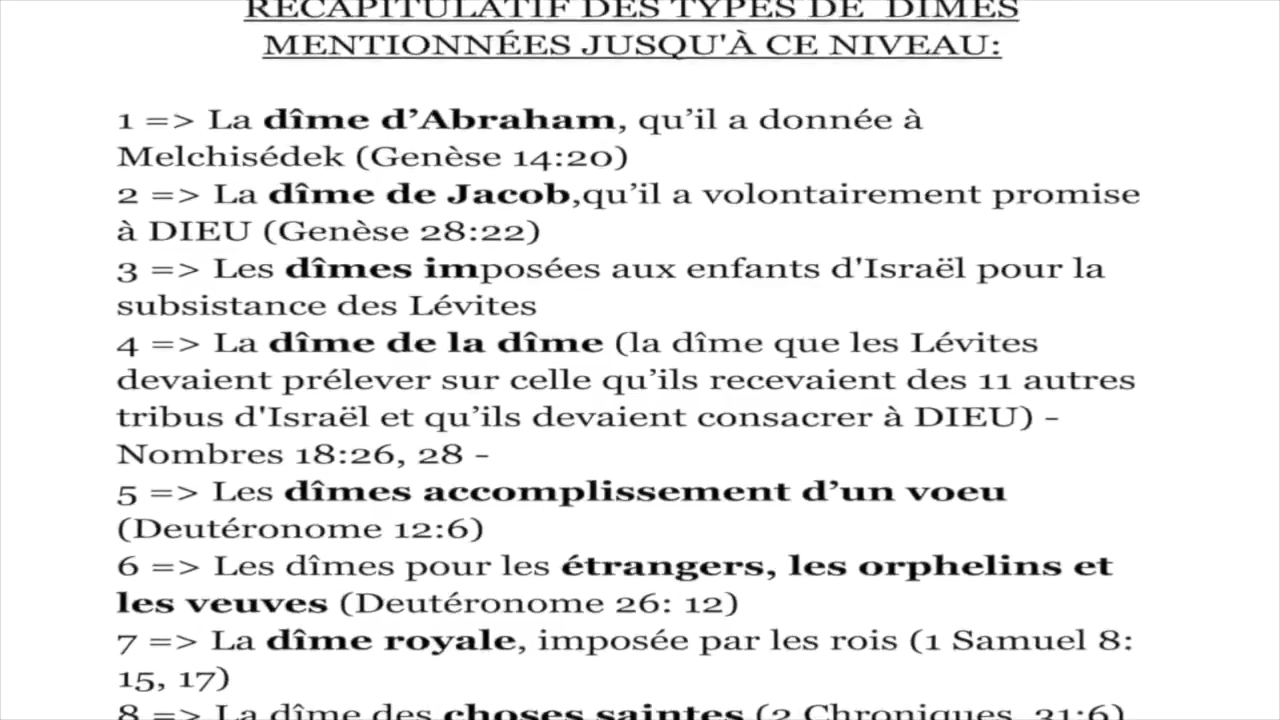 RÉCAPITULATIF DES TYPES DE DÎMES
MENTIONNÉES JUSQU'À CE NIVEAU:
1 => La dîme d’Abraham, qu’il a donnée à
Melchisédek (Genèse 14:20)
2 => La dîme de Jacob,qu’il a volontairement promise
à DIEU (Genèse 28:22)
3 => Les dîmes imposées aux enfants d'Israël pour la
subsistance des Lévites
4 => La dîme de la dîme (la dîme que les Lévites
devaient prélever sur celle qu’ils recevaient des 11 autres
tribus d'Israël et qu’ils devaient consacrer à DIEU) -
Nombres 18:26, 28 -
5 => Les dîmes accomplissement d’un voeu
(Deutéronome 12:6)
6 => Les dîmes pour les étrangers, les orphelins et
les veuves (Deutéronome 26: 12)
7 => La dîme royale, imposée par les rois (1 Samuel 8:
15, 17)
8 => La dîme des choses saintes (2 Chroniques 31:6)